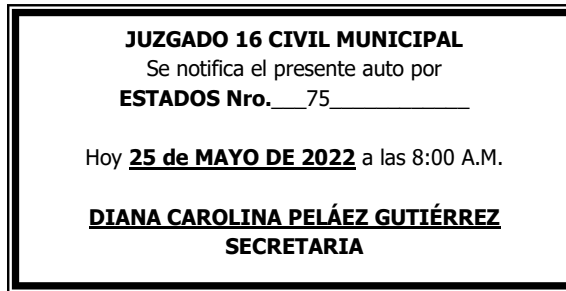 JUZGADO 16 CIVIL MUNICIPAL
Se notifica el presente auto por
ESTADOS Nro.___75____________
Hoy 25 de MAYO DE 2022 a las 8:00 A.M.
DIANA CAROLINA PELÁEZ GUTIÉRREZ
SECRETARIA